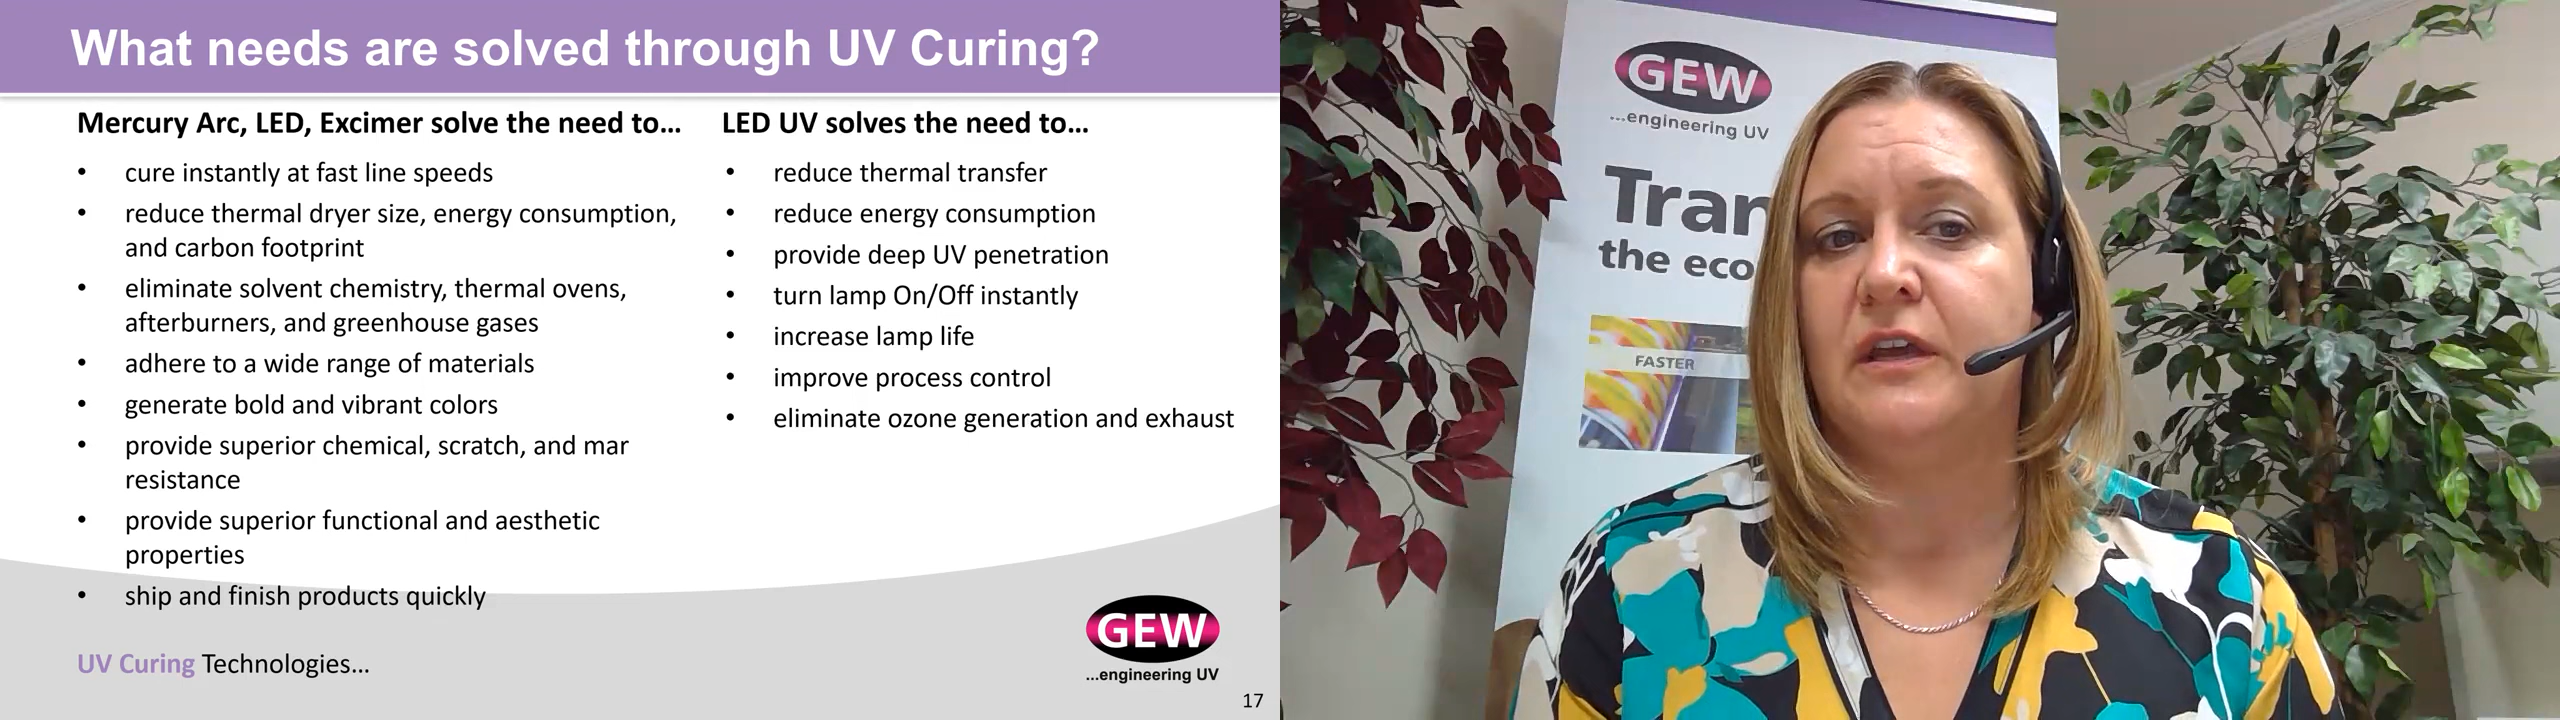 What needs are solved through UV Curing?
Mercury Arc, LED, Excimer solve the need to...
• cure instantly at fast line speeds
• reduce thermal dryer size, energy consumption,
and carbon footprint
• eliminate solvent chemistry, thermal ovens,
afterburners, and greenhouse gases
• adhere to a wide range of materials
• generate bold and vibrant colors
• provide superior chemical, scratch, and mar
resistance
• provide superior functional and aesthetic
properties
• ship and finish products quickly
UV Curing Technologies...
LED UV solves the need to...
• reduce thermal transfer
• reduce energy consumption
• provide deep UV penetration
• turn lamp On/Off instantly
• increase lamp life
• improve process control
• eliminate ozone generation and exhaust
GEW
...engineering UV
17
GEW
...engineering UV
Tran
the eco
FASTER